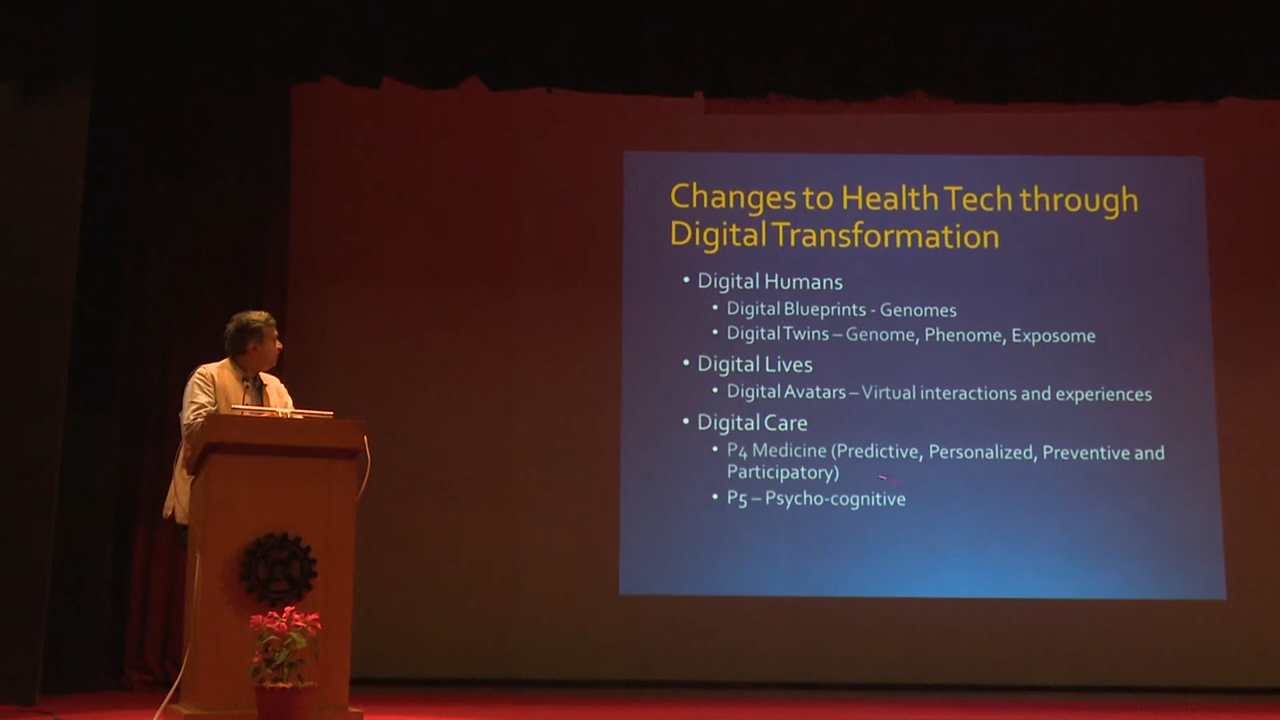 Changes to Health Tech through
Digital Transformation
• Digital Humans
• Digital Blueprints - Genomes
• Digital Twins – Genome, Phenome, Exposome
• Digital Lives
• Digital Avatars – Virtual interactions and experiences
• Digital Care
• P4 Medicine (Predictive, Personalized, Preventive and
Participatory)
• P5 – Psycho-cognitive